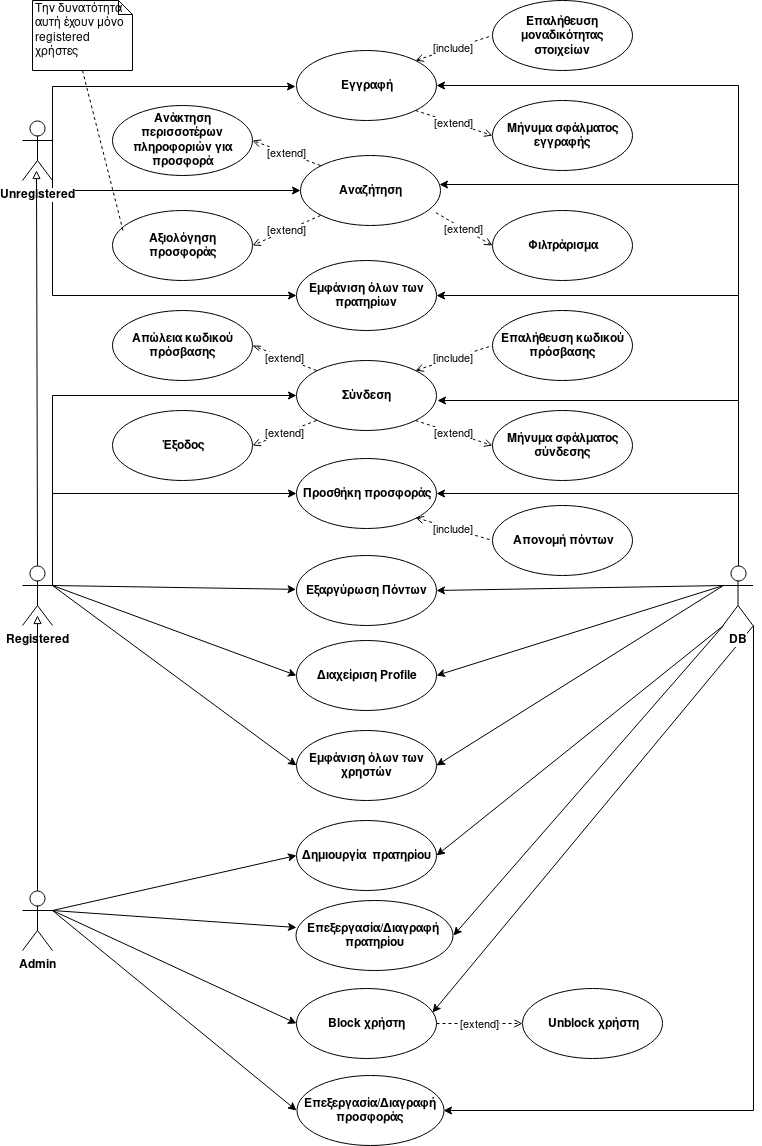 Την δυνατότητα
αυτή έχουν μόνο
registered
χρήστες
Επαλήθευση
μοναδικότητας
στοιχείων
[include]
Εγγραφή
[extend]
Μήνυμα σφάλματος
εγγραφής
Ανάκτηση
περισσοτέρων
πληροφοριών για
προσφορά
[extend]
Unregistered
Αναζήτηση
[extend]
[extend]
Αξιολόγηση
προσφοράς
Φιλτράρισμα
Εμφάνιση όλων των
πρατηρίων
Απώλεια κωδικού
πρόσβασης
[extend]
[include]
Επαλήθευση κωδικού
πρόσβασης
Σύνδεση
Έξοδος
[extend]
[extend]
Μήνυμα σφάλματος
σύνδεσης
Προσθήκη προσφοράς
[include]
Απονομή πόντων
Registered
Εξαργύρωση Πόντων
DB
Διαχείριση Profile
Εμφάνιση όλων των
χρηστών
Δημιουργία πρατηρίου
Επεξεργασία/Διαγραφή
πρατηρίου
Admin
Block χρήστη
[extend]
Unblock χρήστη
Επεξεργασία/Διαγραφή
προσφοράς